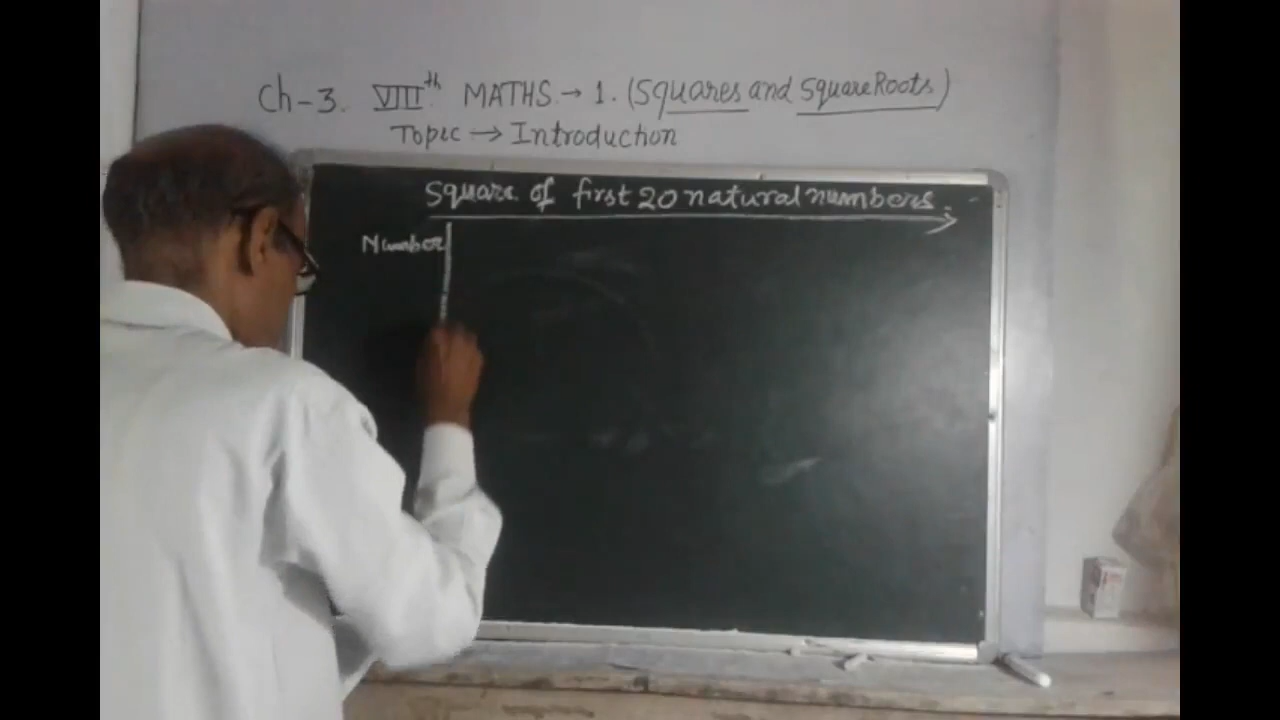 Ch-3. VIIIth MATHS → 1. (Squares and Square Roots)
Topic → Introduction
Square of first 20 natural numbers.
Number